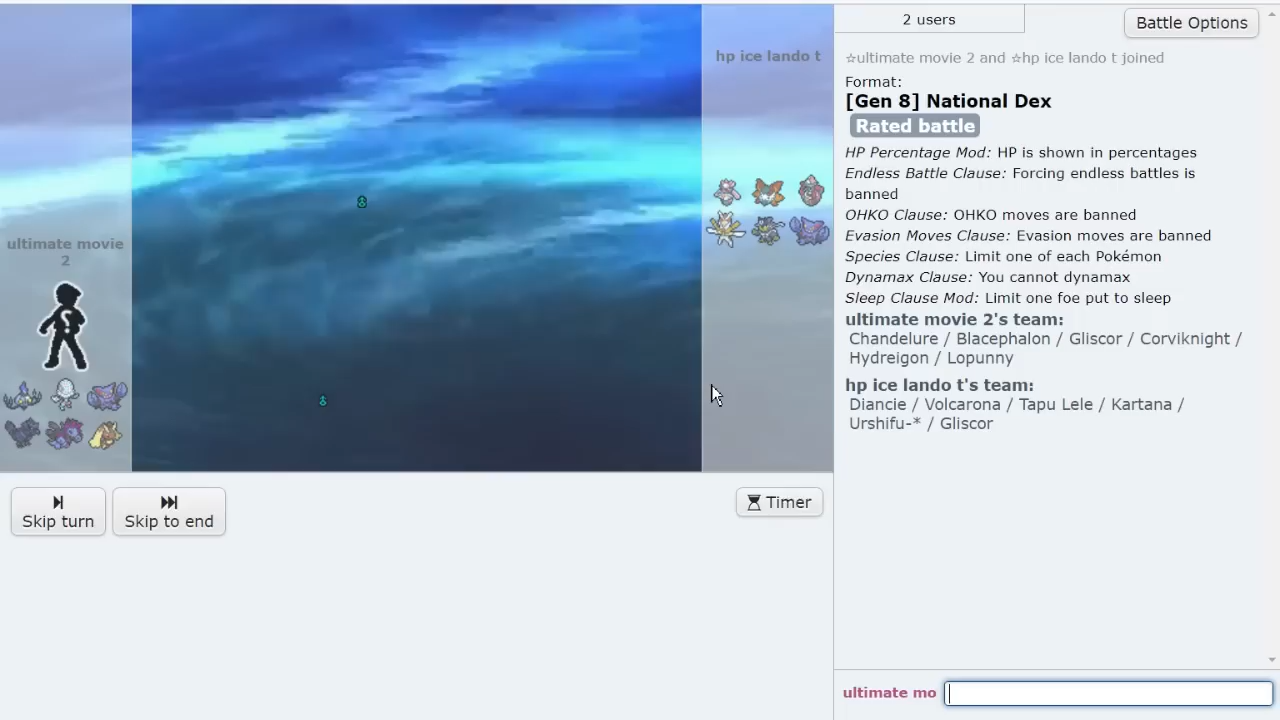 2 users
Battle Options
hp ice lando t
☆ultimate movie 2 and ☆hp ice lando t joined
Format:
[Gen 8] National Dex
Rated battle
HP Percentage Mod: HP is shown in percentages
Endless Battle Clause: Forcing endless battles is
banned
OHKO Clause: OHKO moves are banned
Evasion Moves Clause: Evasion moves are banned
Species Clause: Limit one of each Pokémon
Dynamax Clause: You cannot dynamax
Sleep Clause Mod: Limit one foe put to sleep
ultimate movie 2's team:
Chandelure / Blacephalon / Gliscor / Corviknight /
Hydreigon / Lopunny
hp ice lando t's team:
Diancie / Volcarona / Tapu Lele / Kartana /
Urshifu-* / Gliscor
ultimate movie
2
?
Skip turn
Skip to end
Timer
ultimate mo